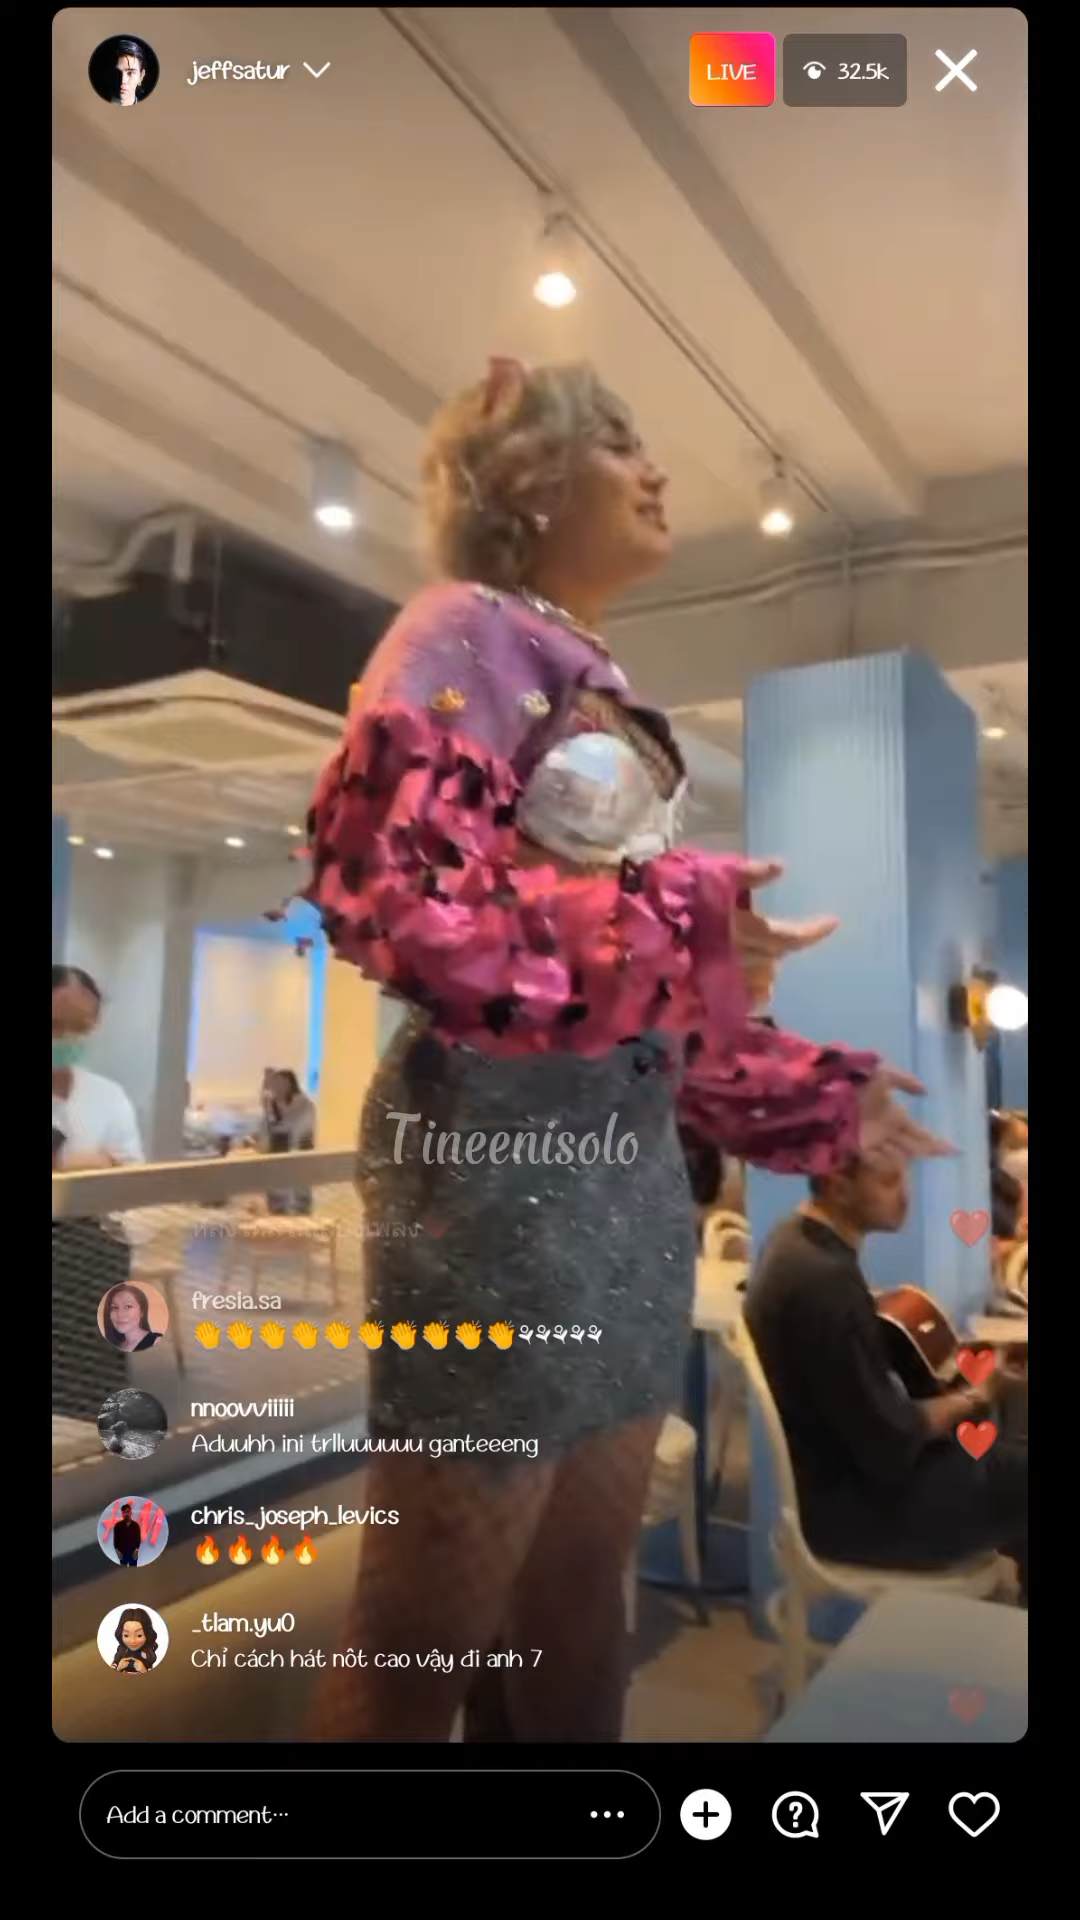 jeffsatur
LIVE
32.5k
Tineenisolo
fresia.sa
👏👏👏👏👏👏👏👏👏👏⚘⚘⚘⚘⚘
nnoovviiiii
Aduuhh ini trlluuuuuu ganteeeng
chris_joseph_levics
🔥🔥🔥🔥
_tlam.yu0
Chỉ cách hát nôt cao vậy đi anh 7
Add a comment...